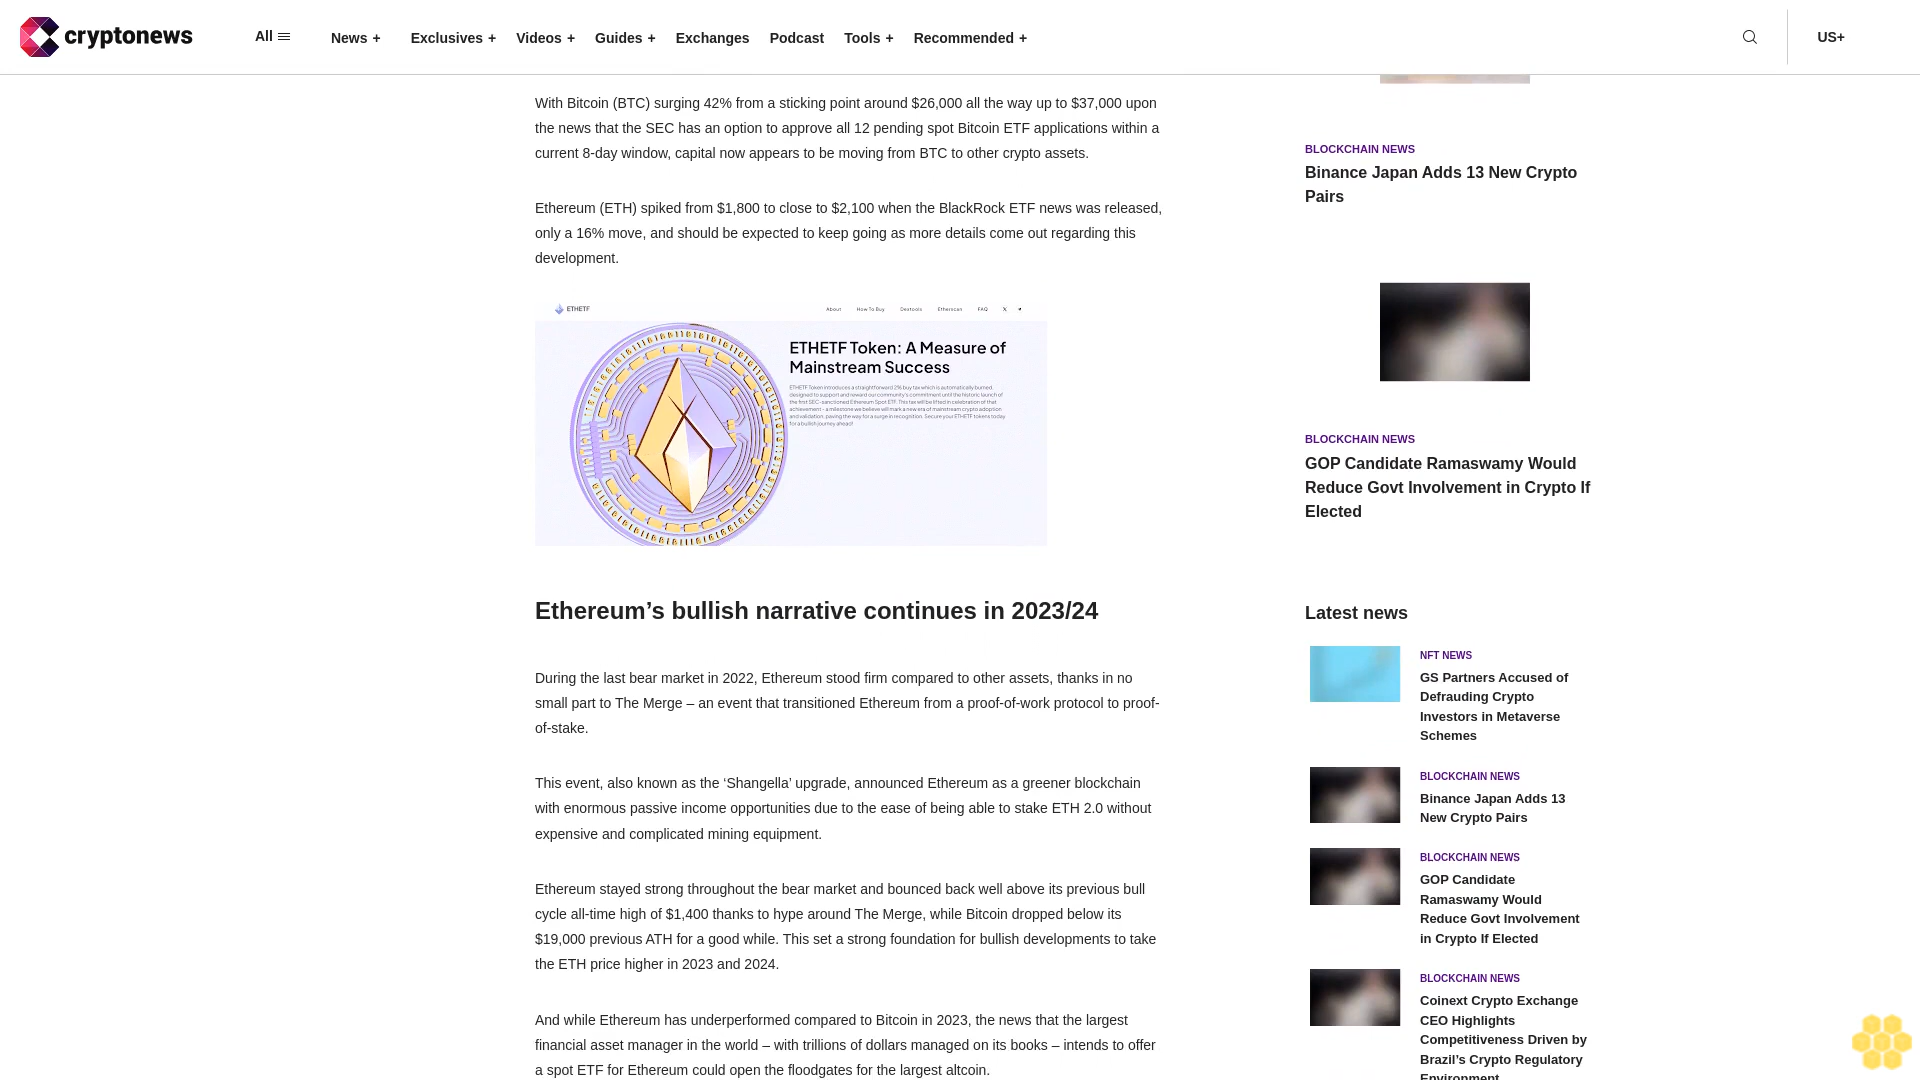 cryptonews
All
News +
Exclusives +
Videos +
Guides +
Exchanges
Podcast
Tools +
Recommended +
US+
With Bitcoin (BTC) surging 42% from a sticking point around $26,000 all the way up to $37,000 upon
the news that the SEC has an option to approve all 12 pending spot Bitcoin ETF applications within a
current 8-day window, capital now appears to be moving from BTC to other crypto assets.
Ethereum (ETH) spiked from $1,800 to close to $2,100 when the BlackRock ETF news was released,
only a 16% move, and should be expected to keep going as more details come out regarding this
development.
ETHETF
About How To Buy Dextools Etherscan FAQ
ETHETF Token: A Measure of
Mainstream Success
ETHETF Token introduces a straightforward 2% buy tax which is automatically burned,
designed to support and reward our community's commitment until the historic launch of
the first SEC-sanctioned Ethereum Spot ETF. This tax will be lifted in celebration of that
achievement - a milestone we believe will mark a new era of mainstream crypto adoption
and validation, paving the way for a surge in recognition. Secure your ETHETF tokens today
for a bullish journey ahead!
Ethereum’s bullish narrative continues in 2023/24
During the last bear market in 2022, Ethereum stood firm compared to other assets, thanks in no
small part to The Merge – an event that transitioned Ethereum from a proof-of-work protocol to proof-
of-stake.
This event, also known as the ‘Shangella’ upgrade, announced Ethereum as a greener blockchain
with enormous passive income opportunities due to the ease of being able to stake ETH 2.0 without
expensive and complicated mining equipment.
Ethereum stayed strong throughout the bear market and bounced back well above its previous bull
cycle all-time high of $1,400 thanks to hype around The Merge, while Bitcoin dropped below its
$19,000 previous ATH for a good while. This set a strong foundation for bullish developments to take
the ETH price higher in 2023 and 2024.
And while Ethereum has underperformed compared to Bitcoin in 2023, the news that the largest
financial asset manager in the world – with trillions of dollars managed on its books – intends to offer
a spot ETF for Ethereum could open the floodgates for the largest altcoin.
BLOCKCHAIN NEWS
Binance Japan Adds 13 New Crypto
Pairs
BLOCKCHAIN NEWS
GOP Candidate Ramaswamy Would
Reduce Govt Involvement in Crypto If
Elected
Latest news
NFT NEWS
GS Partners Accused of
Defrauding Crypto
Investors in Metaverse
Schemes
BLOCKCHAIN NEWS
Binance Japan Adds 13
New Crypto Pairs
BLOCKCHAIN NEWS
GOP Candidate
Ramaswamy Would
Reduce Govt Involvement
in Crypto If Elected
BLOCKCHAIN NEWS
Coinext Crypto Exchange
CEO Highlights
Competitiveness Driven by
Brazil’s Crypto Regulatory
Environment